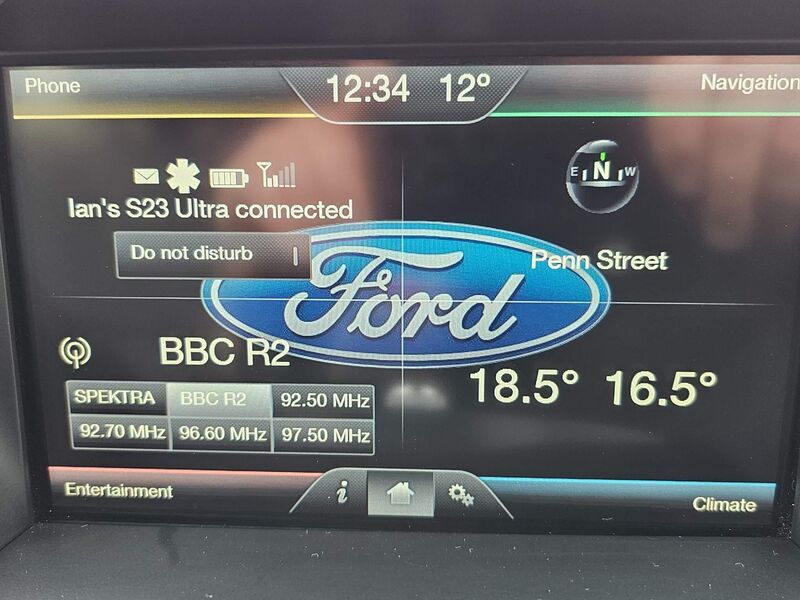 Phone
12:34 12°
Navigation
E N W
Ian's S23 Ultra connected
Do not disturb
Penn Street
Ford
BBC R2
18.5° 16.5°
SPEKTRA BBC R2 92.50 MHz
92.70 MHz 96.60 MHz 97.50 MHz
Entertainment
i
Climate